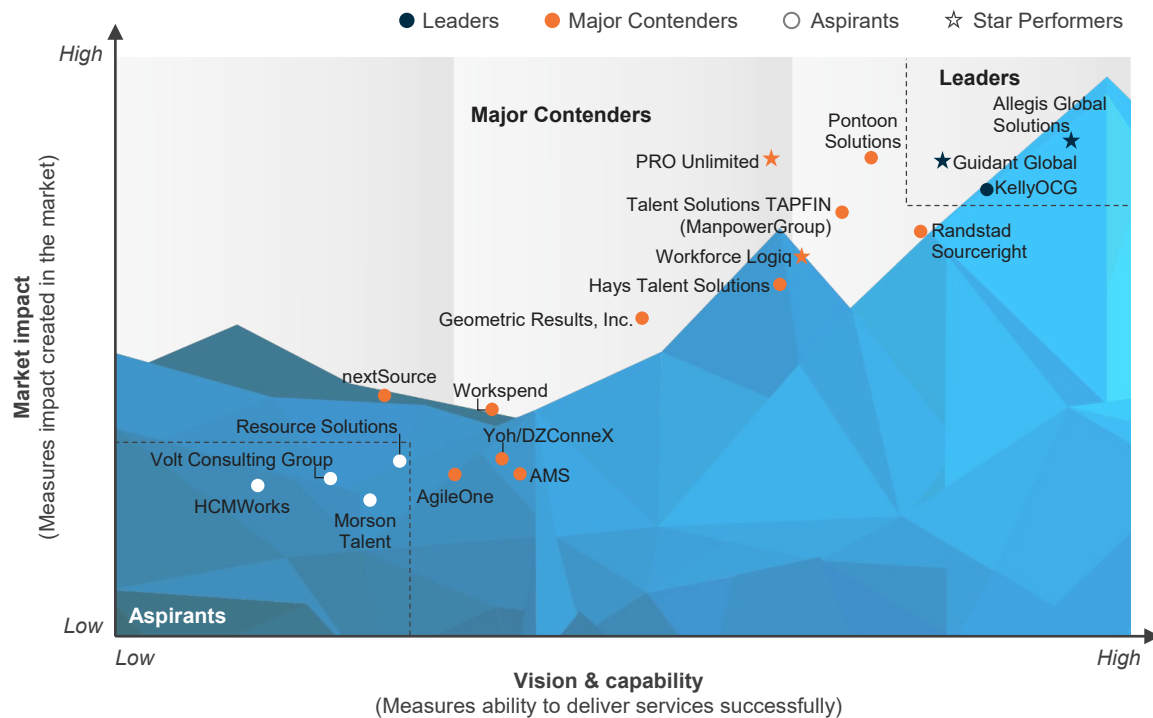 Leaders
Major Contenders
Aspirants
Star Performers
High
Leaders
Major Contenders
Allegis Global
Solutions
Pontoon
Solutions
PRO Unlimited
Guidant Global
KellyOCG
Talent Solutions TAPFIN
(ManpowerGroup)
Randstad
Sourceright
Workforce Logiq
Hays Talent Solutions
Geometric Results, Inc.
nextSource
Workspend
Resource Solutions
Yoh/DZConneX
Volt Consulting Group
AMS
AgileOne
HCMWorks
Morson
Talent
Aspirants
Market impact
(Measures impact created in the market)
Low
Low
High
Vision & capability
(Measures ability to deliver services successfully)